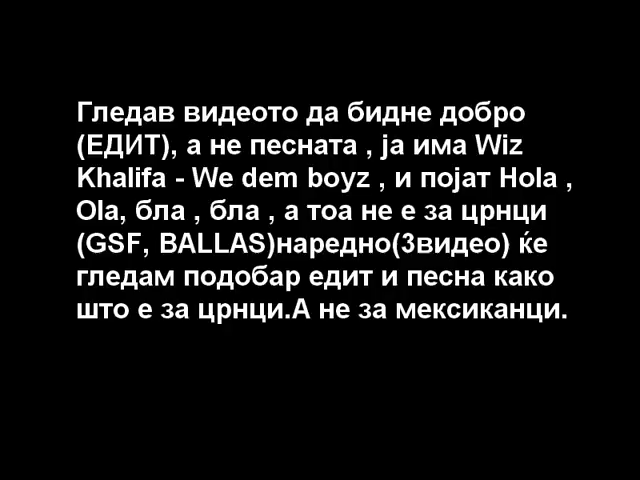 Гледав видеото да бидне добро
(ЕДИТ), а не песната , ја има Wiz
Khalifa - We dem boyz , и појат Hola ,
Ola, бла , бла , а тоа не е за црнци
(GSF, BALLAS)наредно(3видео) ќе
гледам подобар едит и песна како
што е за црнци.А не за мексиканци.